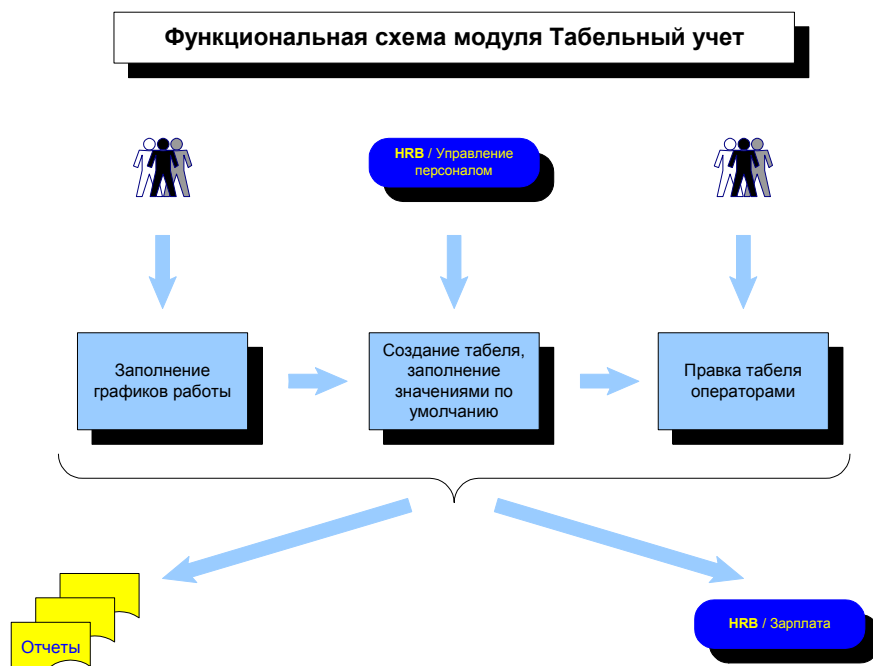 Функциональная схема модуля Табельный учет
HRB / Управление
персоналом
Заполнение
графиков работы
Создание табеля,
заполнение
значениями по
умолчанию
Правка табеля
операторами
Отчеты
HRB / Зарплата